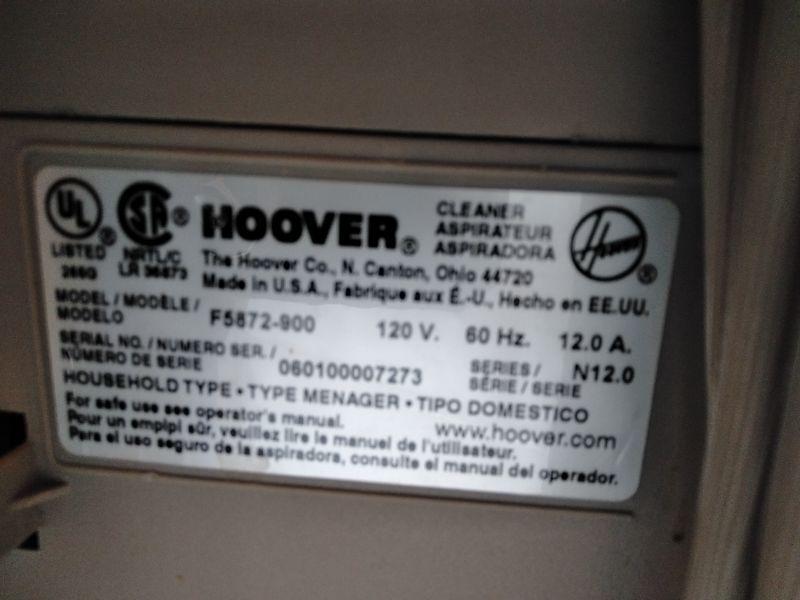 UL
LISTED
SA® NRTL/C
LR 36873
HOOVER®
CLEANER
ASPIRATEUR
ASPIRADORA
Hoover®
The Hoover Co., N. Canton, Ohio 44720
Made in U.S.A., Fabrique aux É.-U., Hecho en EE.UU.
MODEL / MODÈLE /
MODELO
F5872-900 120 V. 60 Hz. 12.0 A.
SERIAL NO. / NUMERO SER. /
NÚMERO DE SERIE
060100007273
SERIES /
SÉRIE / SERIE
N12.0
HOUSEHOLD TYPE • TYPE MENAGER • TIPO DOMESTICO
For safe use see operator's manual.
www.hoover.com
Pour un emploi sûr, veuillez lire le manuel de l'utilisateur.
Para el uso seguro de la aspiradora, consulte el manual del operador.